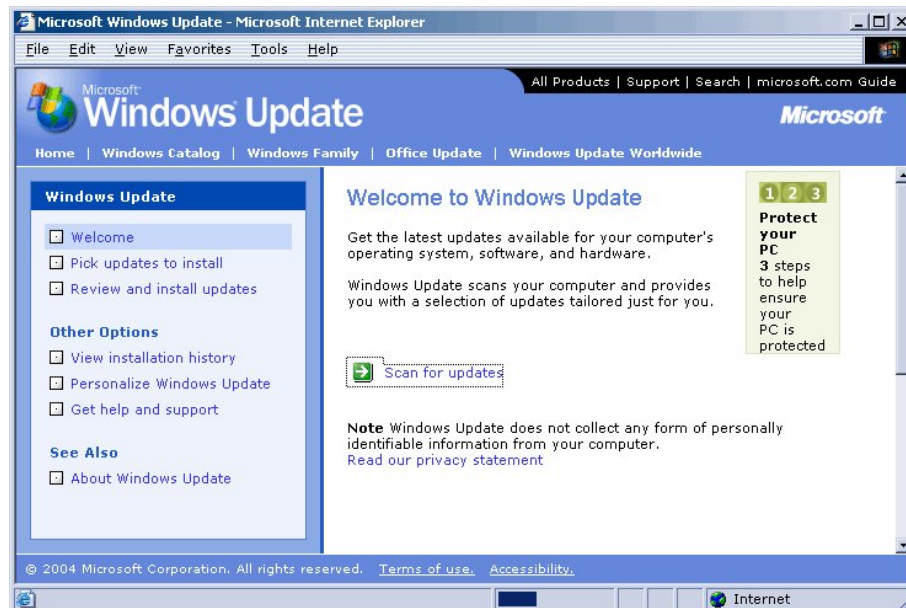 Microsoft Windows Update - Microsoft Internet Explorer
File Edit View Favorites Tools Help
All Products | Support | Search | microsoft.com Guide
Microsoft
Windows Update
Microsoft
Home | Windows Catalog | Windows Family | Office Update | Windows Update Worldwide
Windows Update
Welcome
Pick updates to install
Review and install updates
Other Options
View installation history
Personalize Windows Update
Get help and support
See Also
About Windows Update
Welcome to Windows Update
Get the latest updates available for your computer's
operating system, software, and hardware.
Windows Update scans your computer and provides
you with a selection of updates tailored just for you.
Scan for updates
Note Windows Update does not collect any form of personally
identifiable information from your computer.
Read our privacy statement
1 2 3
Protect
your
PC
3 steps
to help
ensure
your
PC is
protected
© 2004 Microsoft Corporation. All rights reserved. Terms of use. Accessibility.
Internet